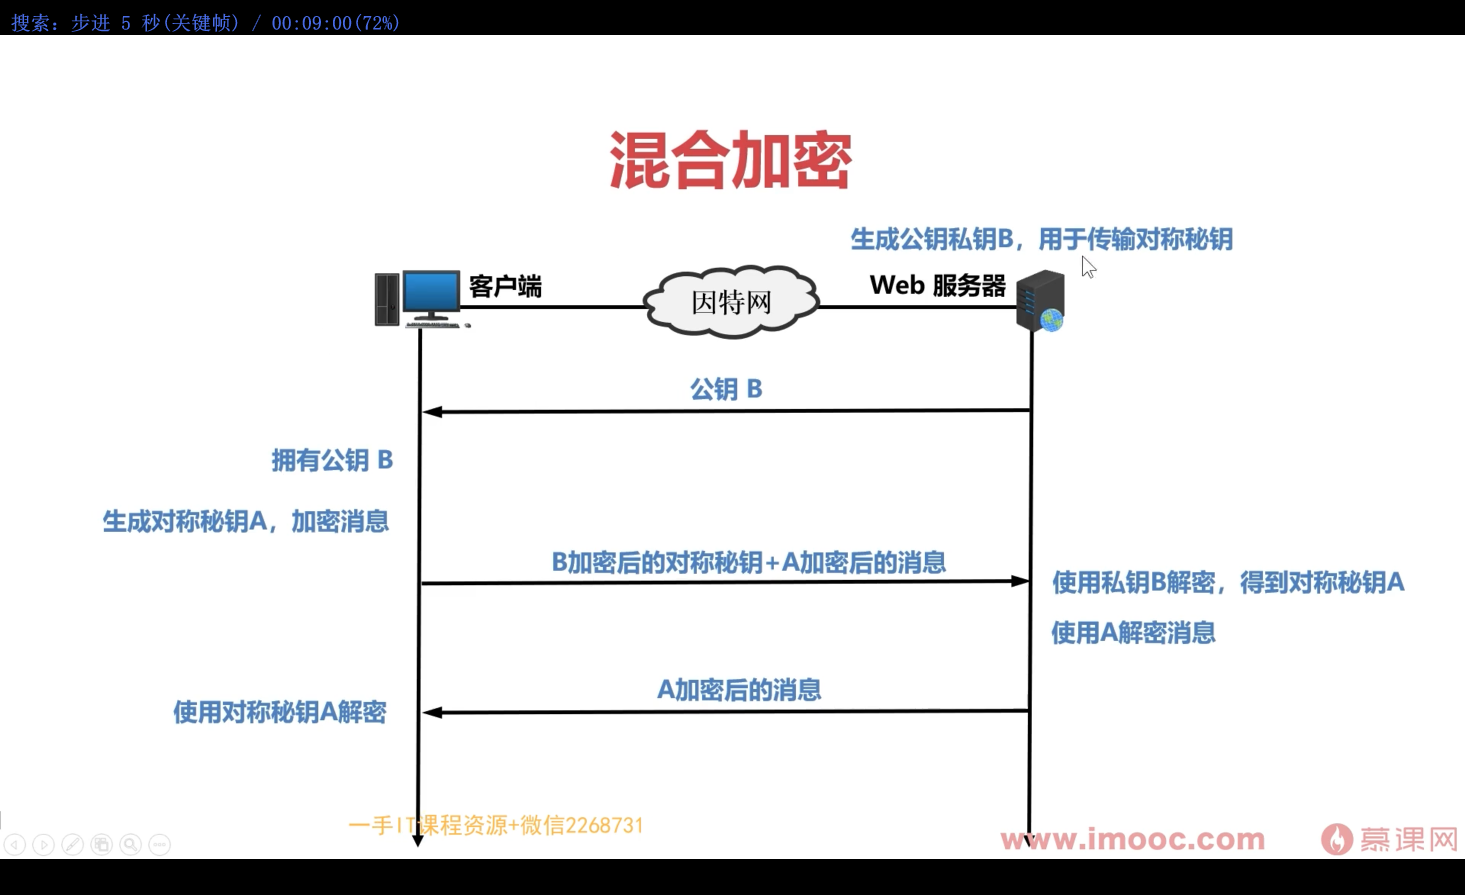 搜索: 步进 5 秒(关键帧) / 00:09:00(72%)
混合加密
生成公钥私钥B，用于传输对称秘钥
客户端
因特网
Web 服务器
公钥 B
拥有公钥 B
生成对称秘钥A，加密消息
B加密后的对称秘钥+A加密后的消息
使用私钥B解密，得到对称秘钥A
使用A解密消息
A加密后的消息
使用对称秘钥A解密
一手IT课程资源+微信2268731
www.imooc.com
慕课网